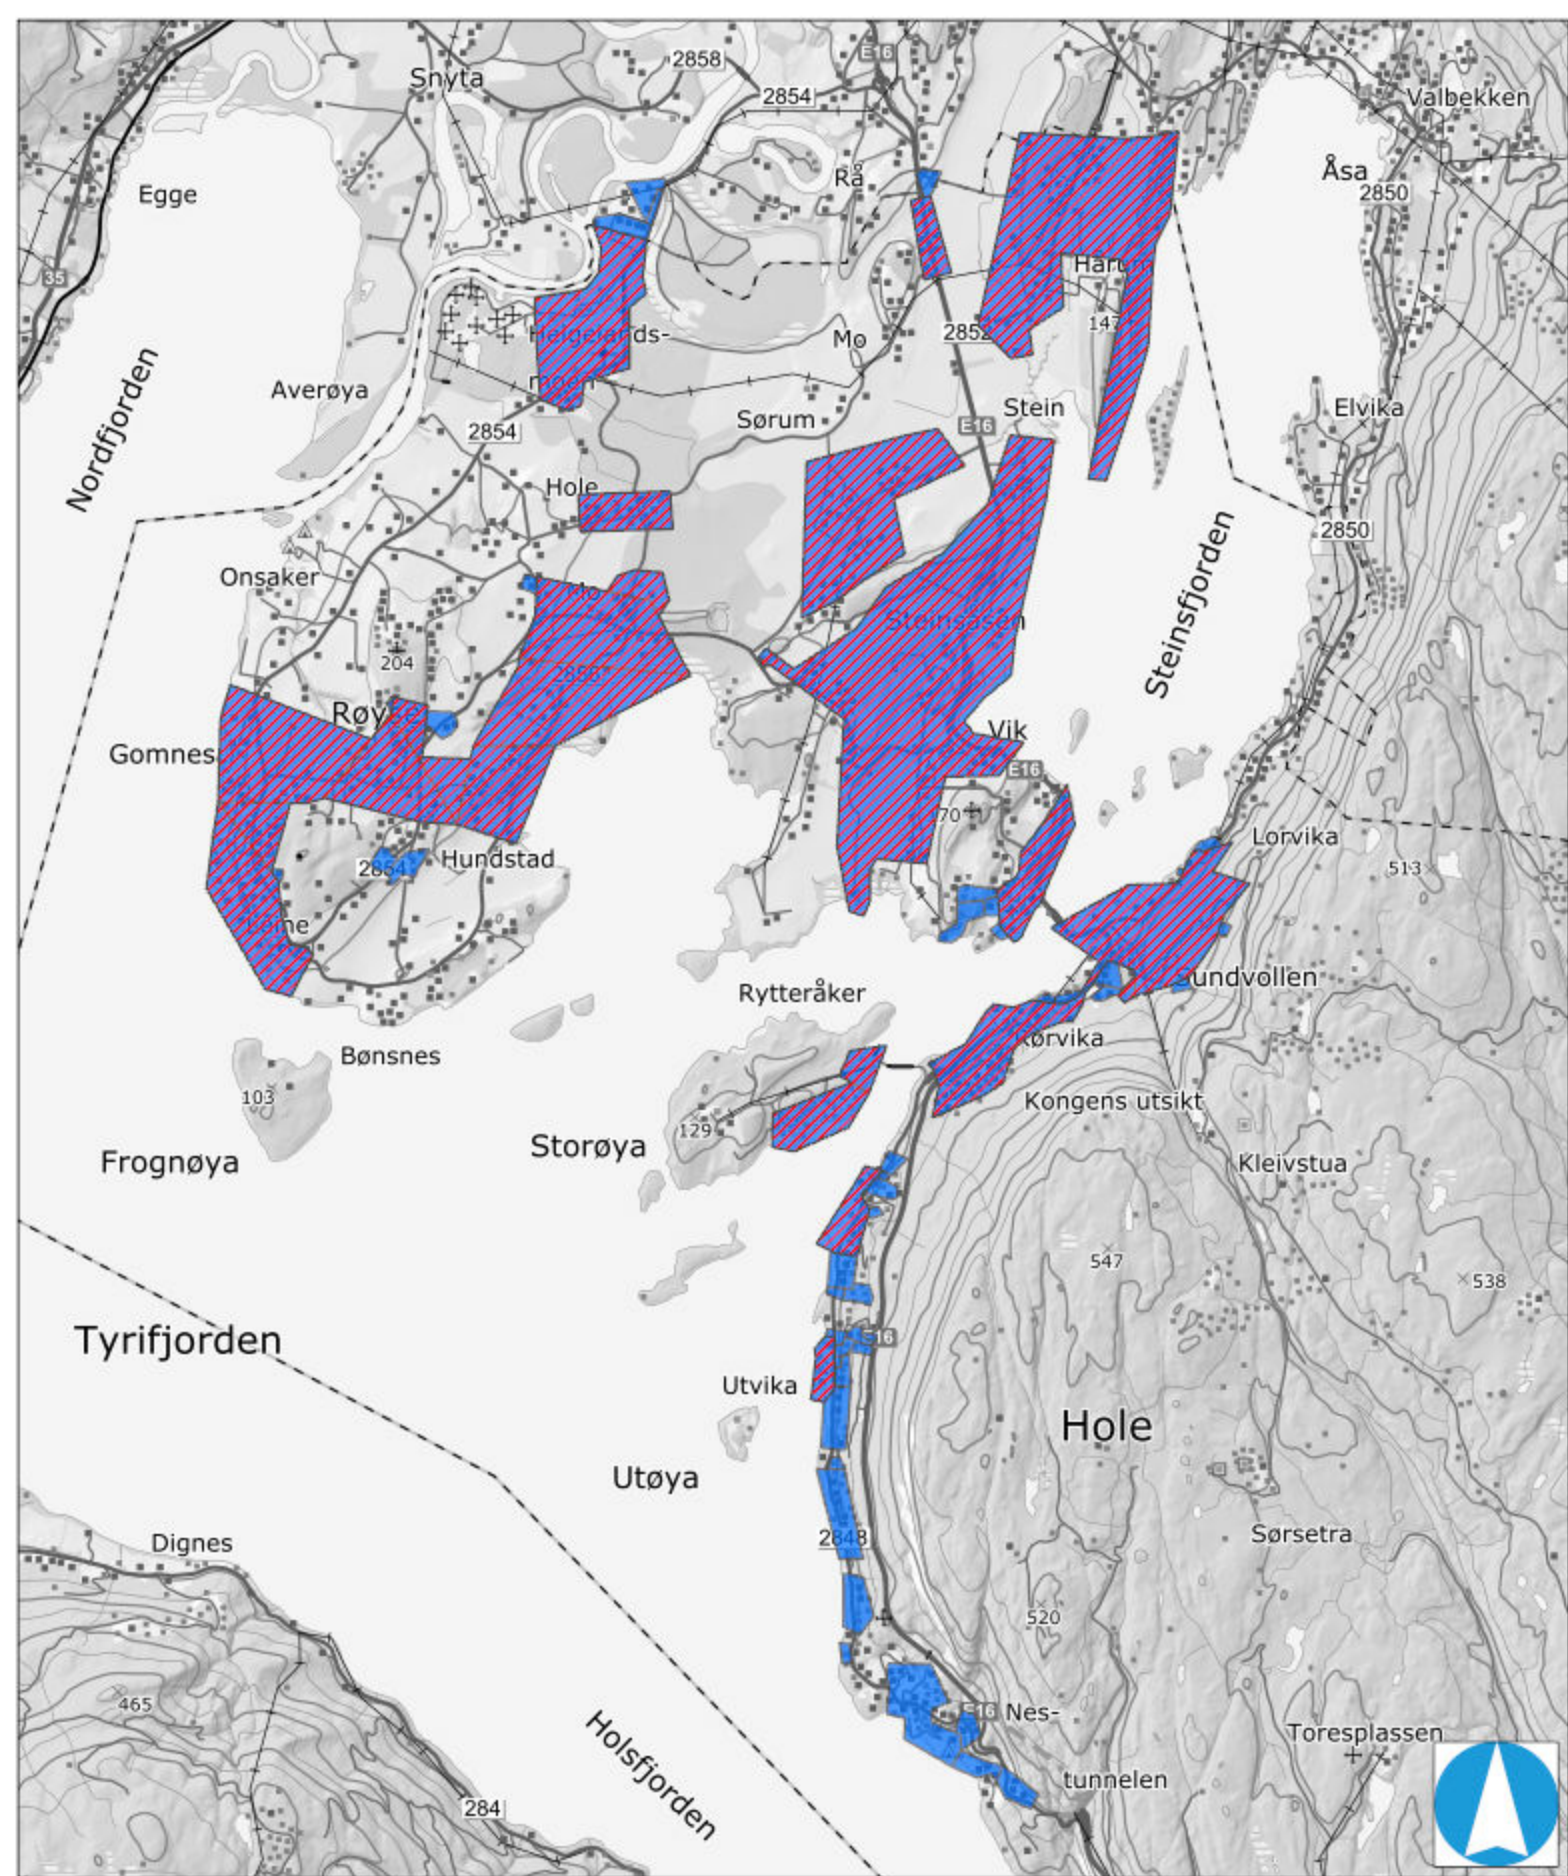 2858
E16
Snyta
2854
Valbekken
Rå
Åsa
2850
Egge
35
Harum
147
Helgelands-
moen
2852
Mo
Averøya
Nordfjorden
Stein
Elvika
Sørum
E16
2854
Hole
2850
Onsaker
Mo
Steinsåsen
Steinsfjorden
204
Røyse
Vik
Gomnes
E16
70
Lorvika
Hundstad
2854
513
Sundvollen
Rytteråker
Rørvika
Bønsnes
103
Kongens utsikt
129
Storøya
Frognøya
Kleivstua
547
538
Tyrifjorden
E16
Utvika
Hole
Utøya
Sørsetra
Dignes
2848
520
465
E16
Nes-
Toresplassen
Holsfjorden
tunnelen
284